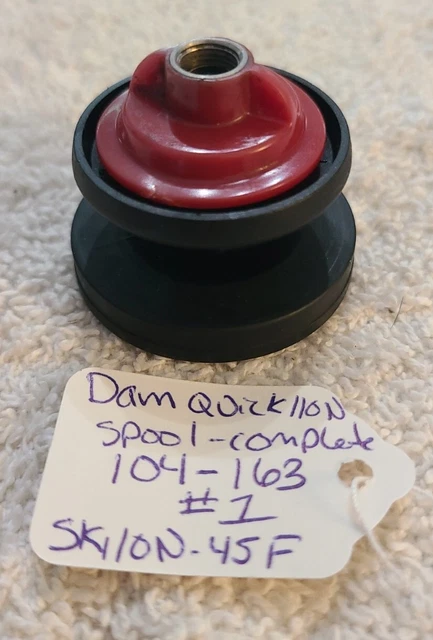 Dam Quick 110N
spool-complete
104-163
#1
SK110N-45F